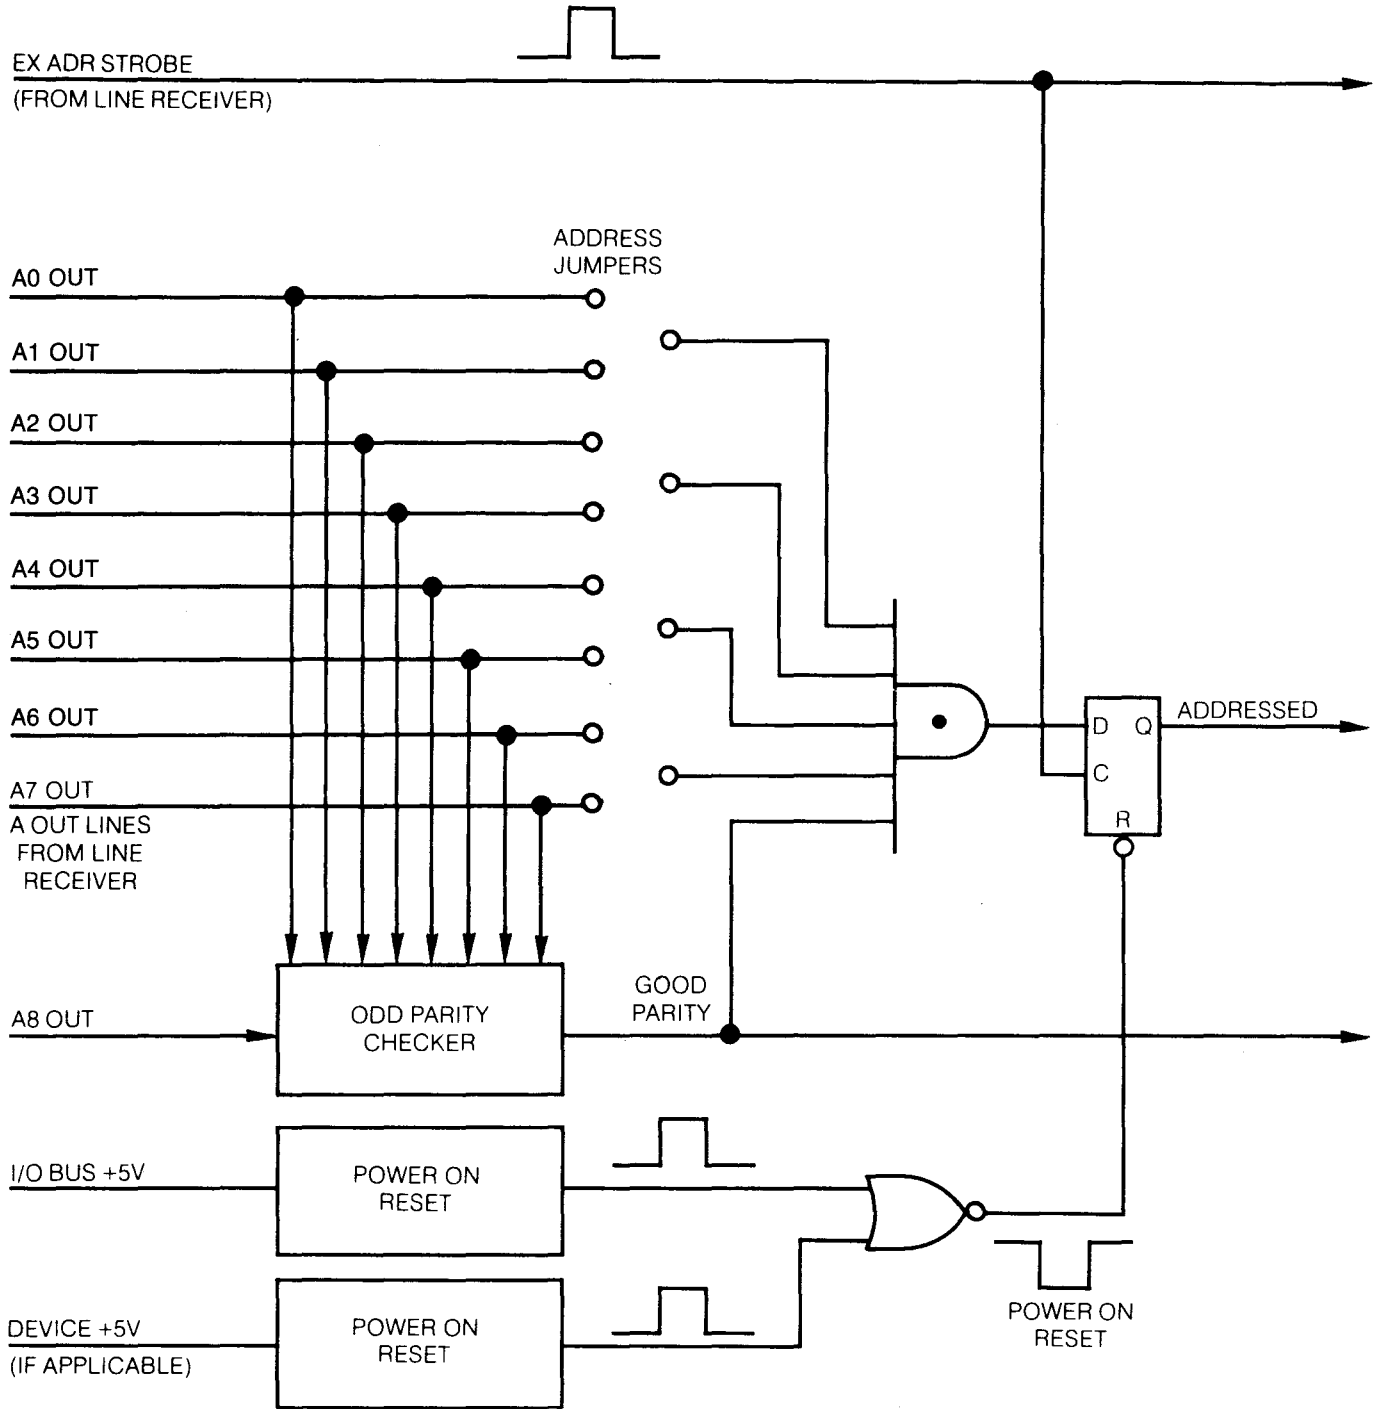 EX ADR STROBE
(FROM LINE RECEIVER)
ADDRESS
JUMPERS
A0 OUT
A1 OUT
A2 OUT
A3 OUT
A4 OUT
A5 OUT
A6 OUT
A7 OUT
A OUT LINES
FROM LINE
RECEIVER
D Q
ADDRESSED
C
R
GOOD
PARITY
A8 OUT
ODD PARITY
CHECKER
I/O BUS +5V
POWER ON
RESET
DEVICE +5V
(IF APPLICABLE)
POWER ON
RESET
POWER ON
RESET